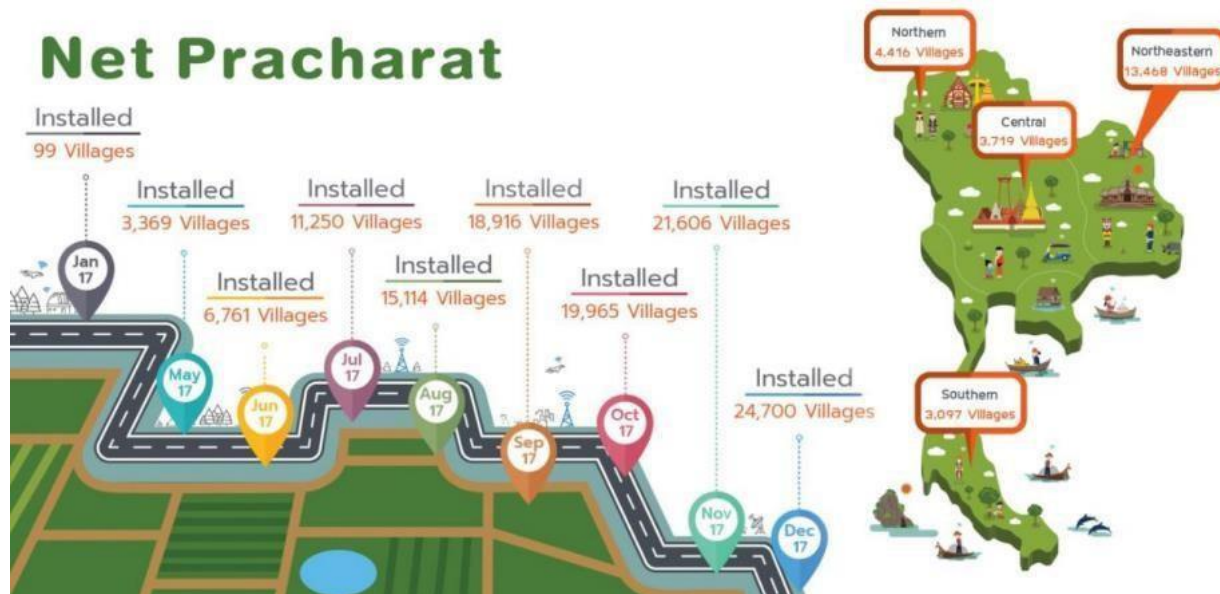 Net Pracharat
Installed
99 Villages
Installed
3,369 Villages
Installed
11,250 Villages
Installed
18,916 Villages
Installed
21,606 Villages
Installed
6,761 Villages
Installed
15,114 Villages
Installed
19,965 Villages
Installed
24,700 Villages
Jan
17
May
17
Jun
17
Jul
17
Aug
17
Sep
17
Oct
17
Nov
17
Dec
17
Northern
4.416 Villages
Northeastern
13.468 Villages
Central
3.719 Villages
Southern
3,097 Villages